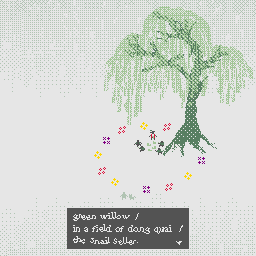 green willow /
in a field of dong quai /
the snail seller.